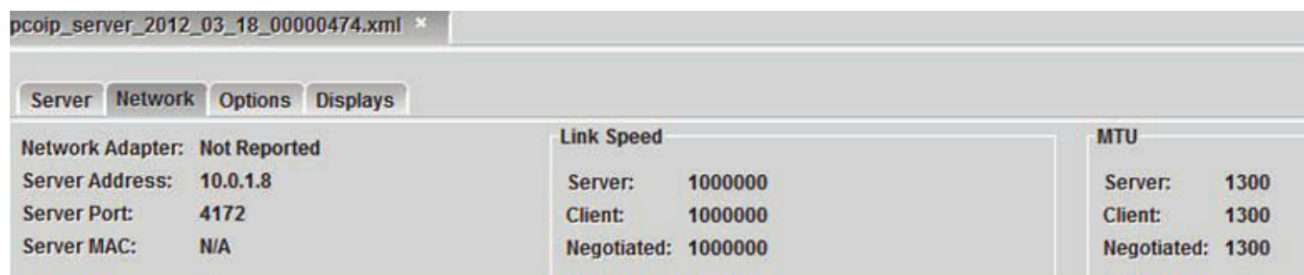 pcoip_server_2012_03_18_00000474.xml ×
Server Network Options Displays
Network Adapter: Not Reported
Server Address: 10.0.1.8
Server Port: 4172
Server MAC: N/A
Link Speed
Server: 1000000
Client: 1000000
Negotiated: 1000000
MTU
Server: 1300
Client: 1300
Negotiated: 1300